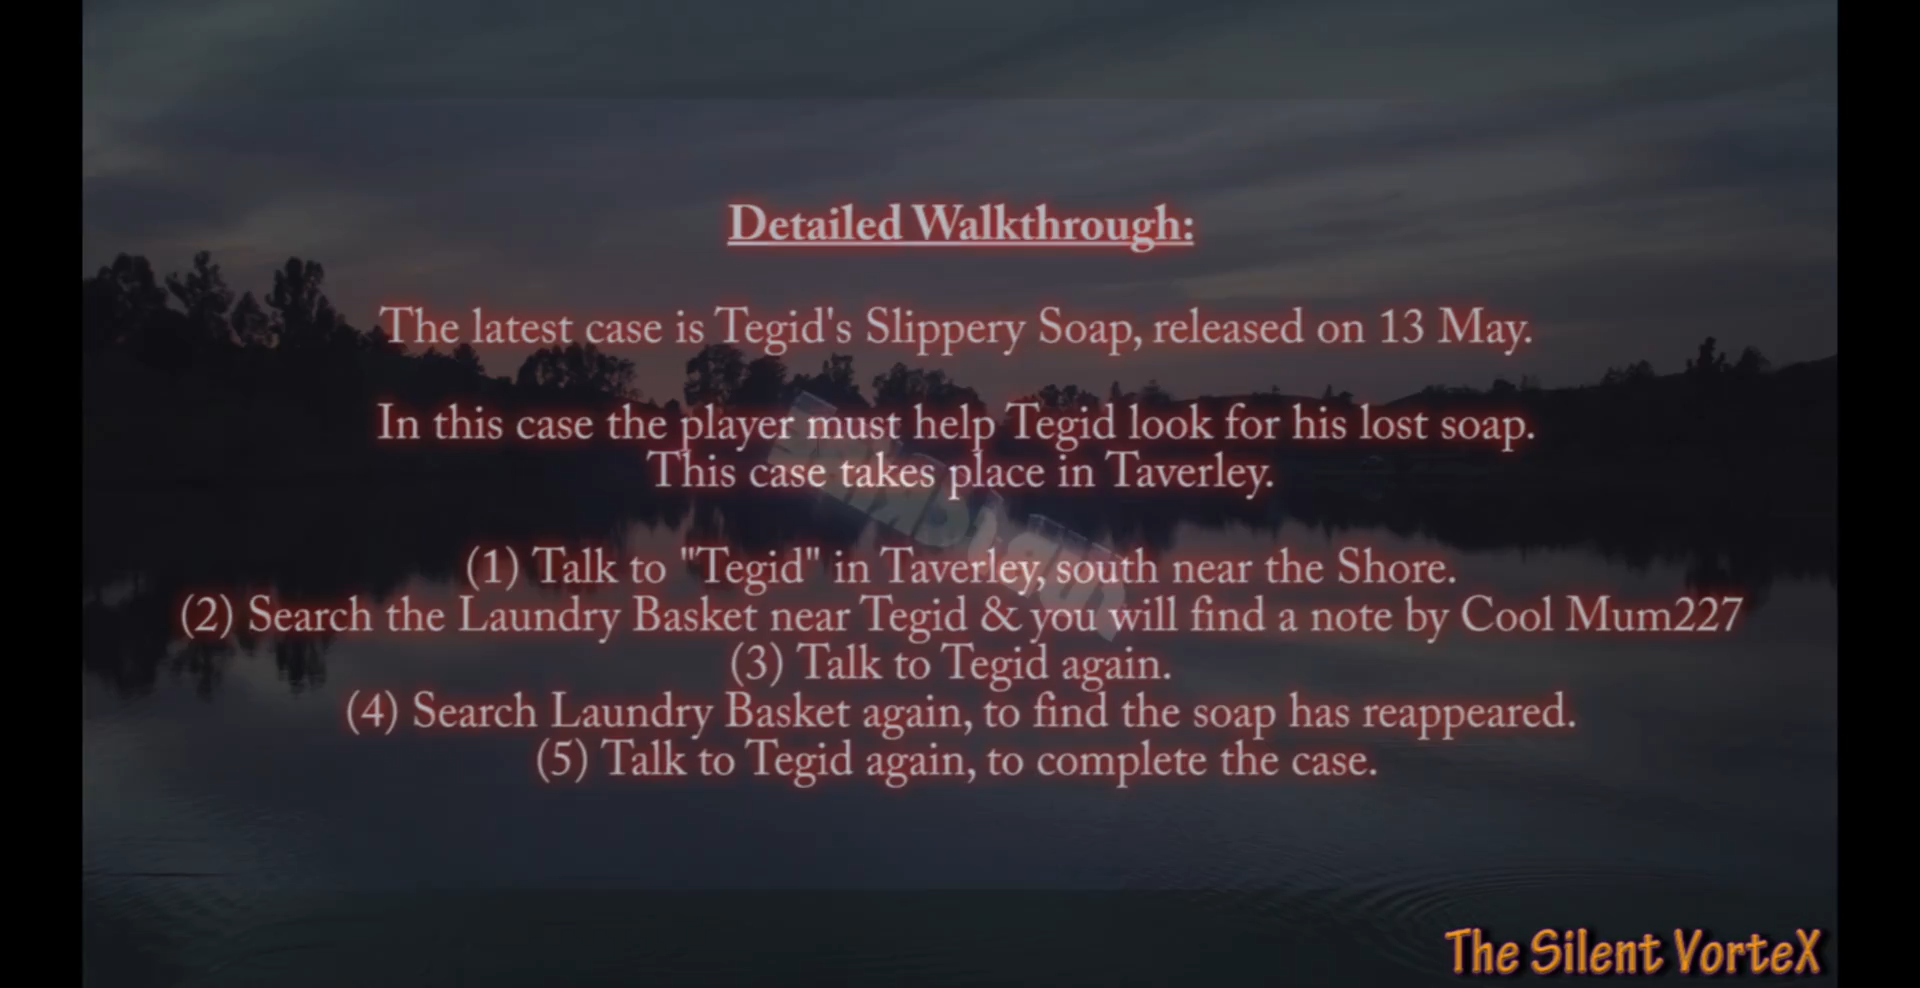 Detailed Walkthrough:
The latest case is Tegid's Slippery Soap, released on 13 May.
In this case the player must help Tegid look for his lost soap.
This case takes place in Taverley.
(1) Talk to "Tegid" in Taverley, south near the Shore.
(2) Search the Laundry Basket near Tegid & you will find a note by Cool Mum227
(3) Talk to Tegid again.
(4) Search Laundry Basket again, to find the soap has reappeared.
(5) Talk to Tegid again, to complete the case.
The Silent VorteX